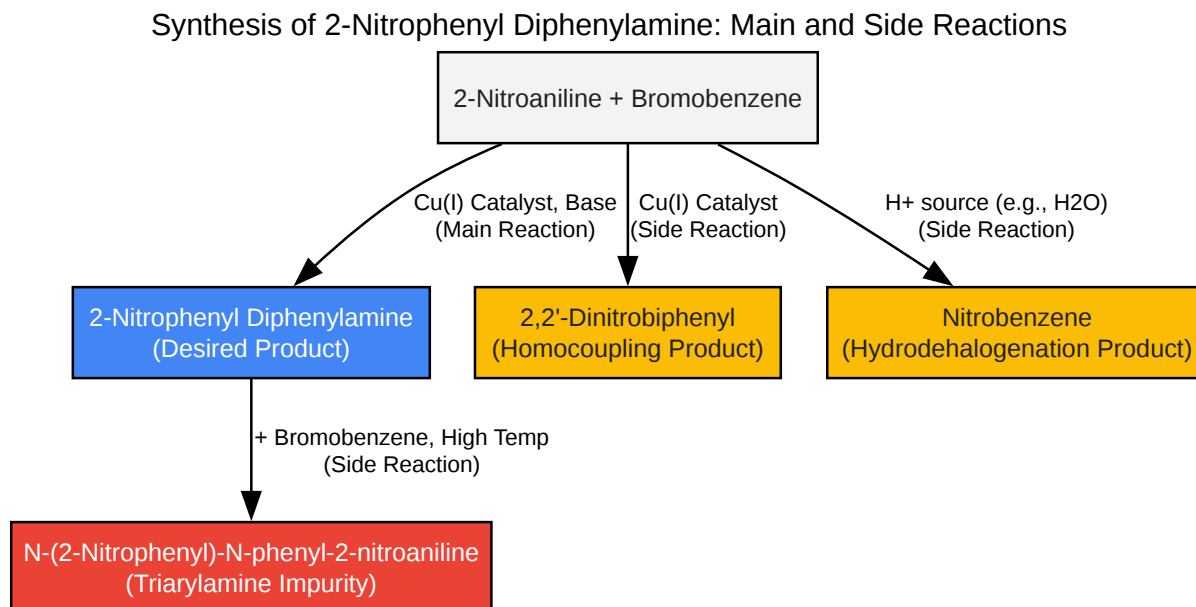 Synthesis of 2-Nitrophenyl Diphenylamine: Main and Side Reactions
2-Nitroaniline + Bromobenzene
Cu(I) Catalyst, Base
(Main Reaction)
Cu(I) Catalyst
(Side Reaction)
H+ source (e.g., H2O)
(Side Reaction)
2-Nitrophenyl Diphenylamine
(Desired Product)
2,2'-Dinitrobiphenyl
(Homocoupling Product)
Nitrobenzene
(Hydrodehalogenation Product)
+ Bromobenzene, High Temp
(Side Reaction)
N-(2-Nitrophenyl)-N-phenyl-2-nitroaniline
(Triarylamine Impurity)